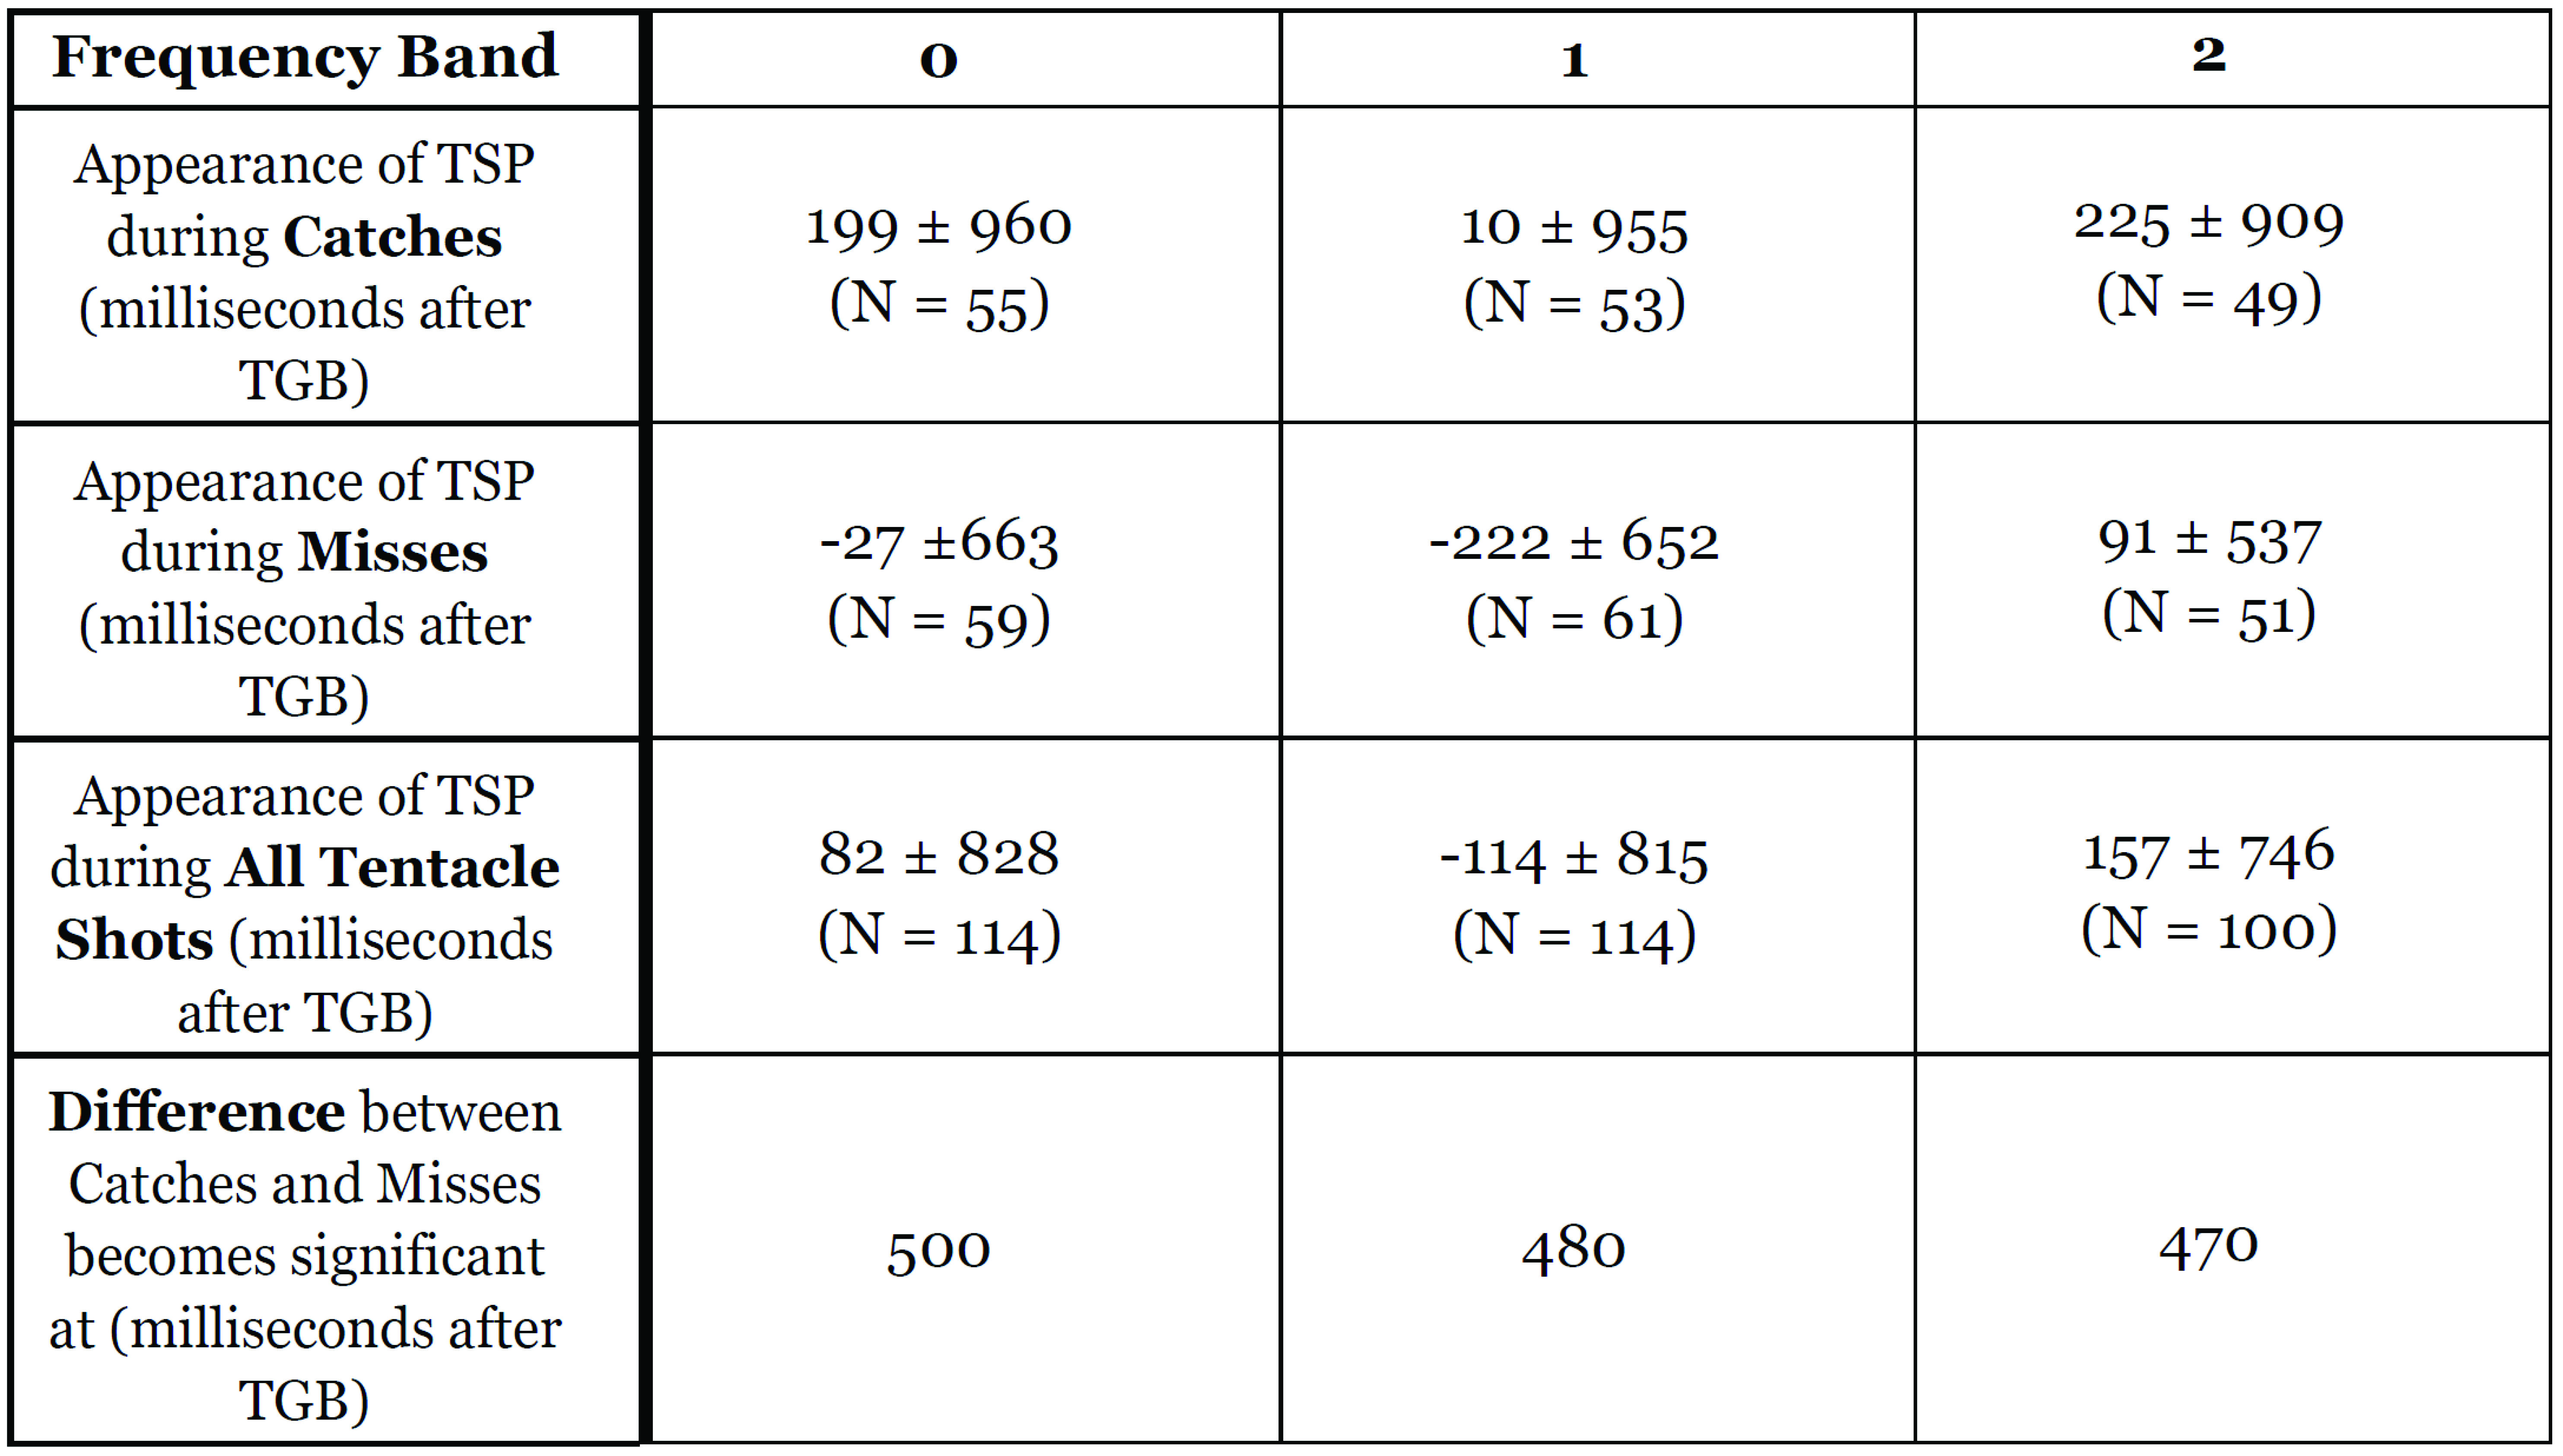 Frequency Band 0 1 2
Appearance of TSP
during Catches
(milliseconds after
TGB)
199 ± 960
(N = 55)
10 ± 955
(N = 53)
225 ± 909
(N = 49)
Appearance of TSP
during Misses
(milliseconds after
TGB)
-27 ±663
(N = 59)
-222 ± 652
(N = 61)
91 ± 537
(N = 51)
Appearance of TSP
during All Tentacle
Shots (milliseconds
after TGB)
82 ± 828
(N = 114)
-114 ± 815
(N = 114)
157 ± 746
(N = 100)
Difference between
Catches and Misses
becomes significant
at (milliseconds after
TGB)
500
480
470